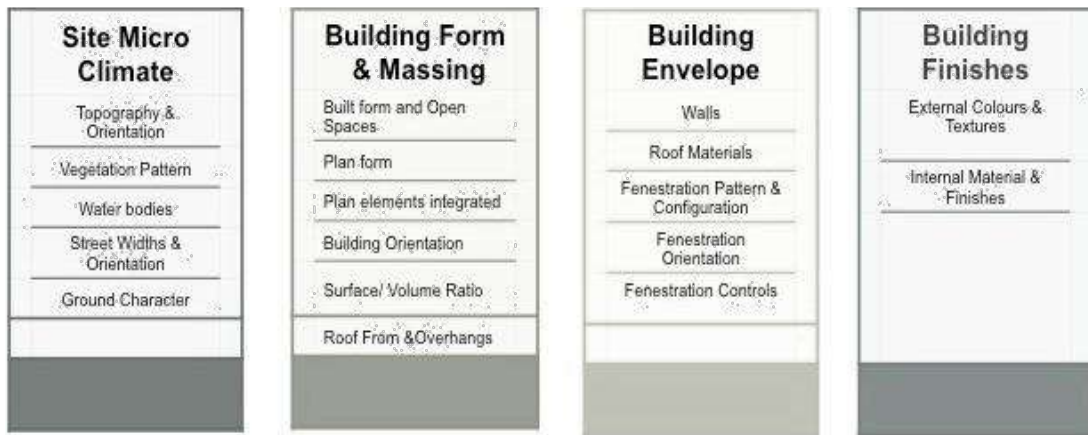 Site Micro
Climate
Topography &
Orientation
Vegetation Pattern
Water bodies
Street Widths &
Orientation
Ground Character
Building Form
& Massing
Built form and Open
Spaces
Plan form
Plan elements integrated
Building Orientation
Surface/ Volume Ratio
Roof From &Overhangs
Building
Envelope
Walls
Roof Materials
Fenestration Pattern &
Configuration
Fenestration
Orientation
Fenestration Controls
Building
Finishes
External Colours &
Textures
Internal Material &
Finishes